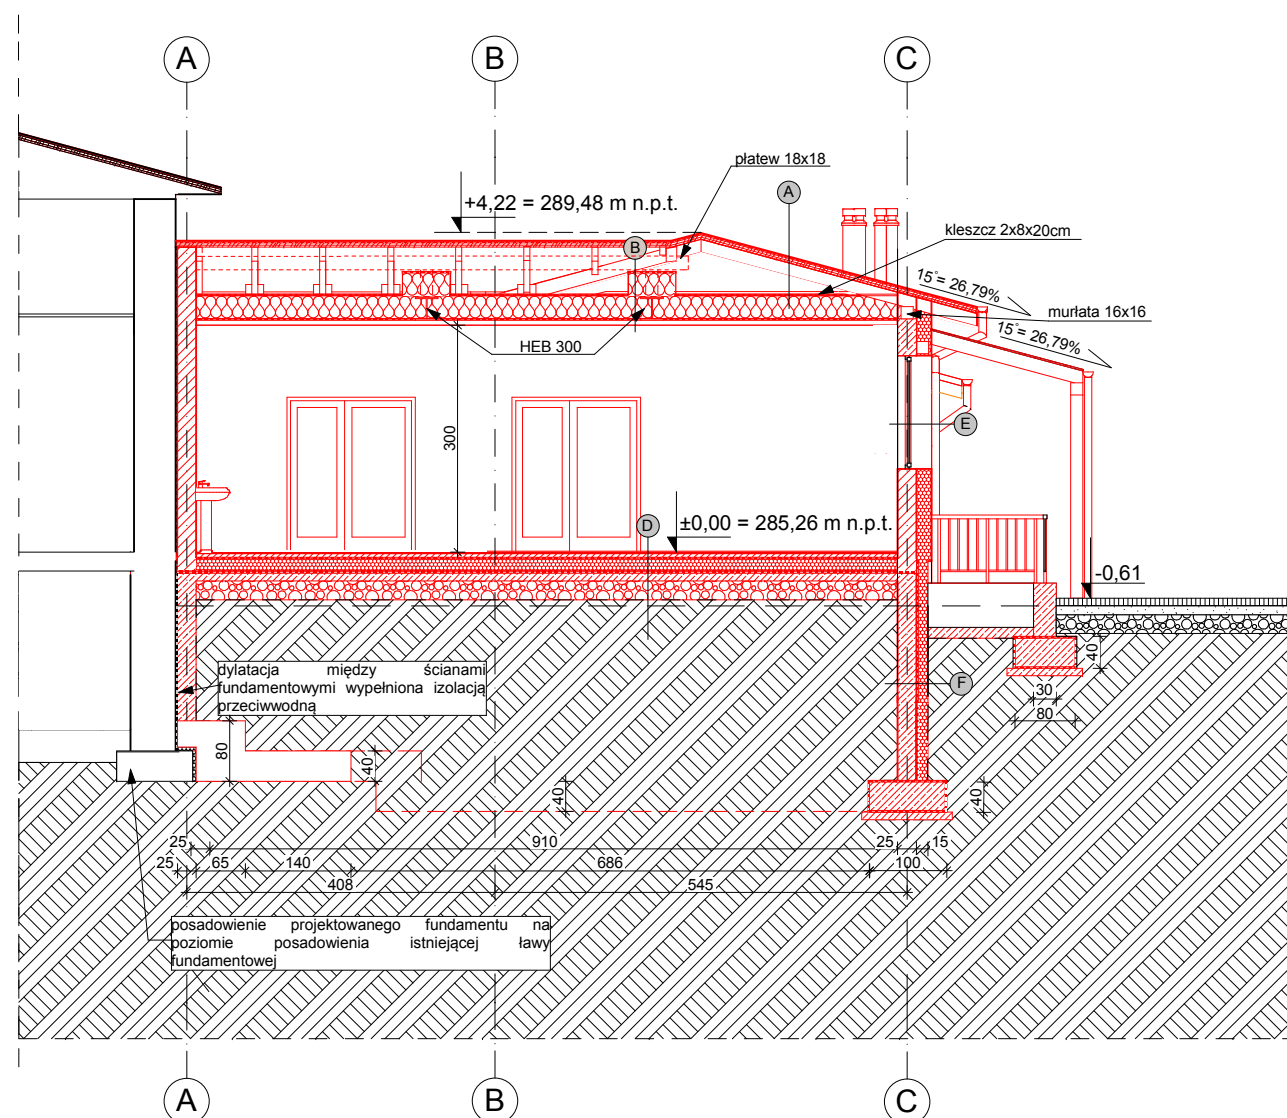 A
B
C
płatew 18x18
A
+4,22 = 289,48 m n.p.t.
kleszcz 2x8x20cm
B
15°= 26,79%
murłata 16x16
15°= 26,79%
HEB 300
E
300
D
±0,00 = 285,26 m n.p.t.
-0,61
dylatacja między ścianami
fundamentowymi wypełniona izolacją
przeciwwodną
F
40
30
80
80
40
40
40
25
910
25
15
25
65
140
686
100
408
545
posadowienie projektowanego fundamentu na
poziomie posadowienia istniejącej ławy
fundamentowej
A
B
C